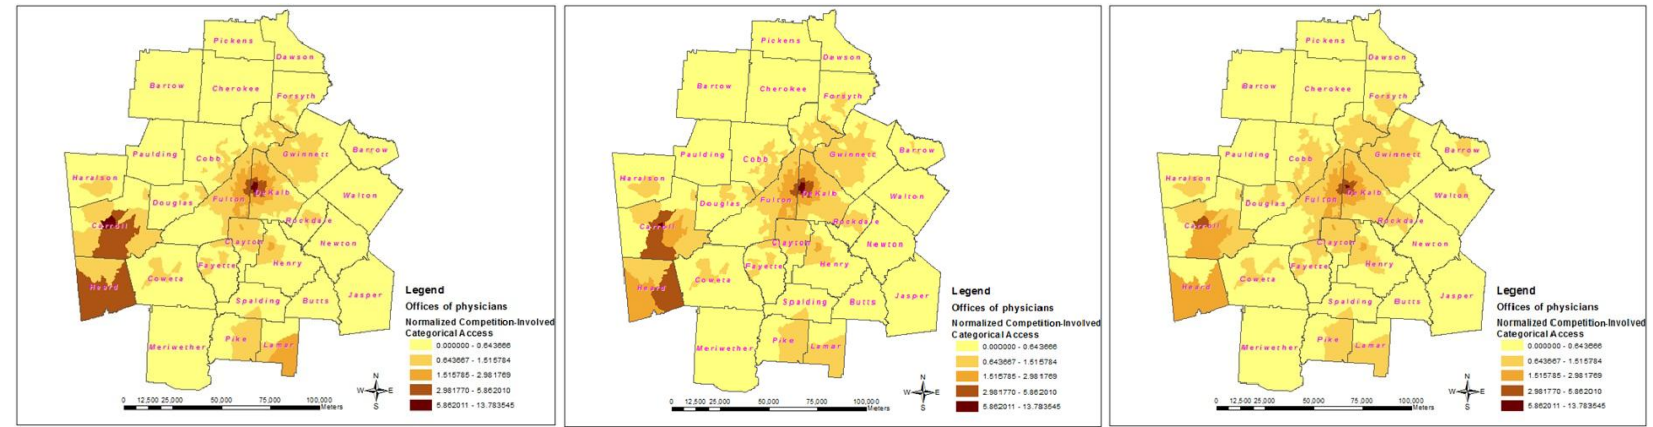 Pickens
Dawson
Bartow
Cherokee
Forsyth
Paulding
Cobb
Gwinnett
Barrow
Haralson
Douglas
Fulton
DeKalb
Walton
Carroll
Rockdale
Clayton
Newton
Heard
Coweta
Fayette
Henry
Spalding
Butts
Jasper
Meriwether
Pike
Lamar
Legend
Offices of physicians
Normalized Competition-Involved
Categorical Access
0.000000 - 0.643666
0.643667 - 1.515784
1.515785 - 2.981769
2.981770 - 5.862010
5.862011 - 13.783545
N
W E
S
0 12,500 25,000 50,000 75,000 100,000
Meters
Pickens
Dawson
Bartow
Cherokee
Forsyth
Paulding
Cobb
Gwinnett
Barrow
Haralson
Douglas
Fulton
DeKalb
Walton
Carroll
Rockdale
Clayton
Newton
Heard
Coweta
Fayette
Henry
Spalding
Butts
Jasper
Meriwether
Pike
Lamar
Legend
Offices of physicians
Normalized Competition-Involved
Categorical Access
0.000000 - 0.643666
0.643667 - 1.515784
1.515785 - 2.981769
2.981770 - 5.862010
5.862011 - 13.783545
N
W E
S
0 12,500 25,000 50,000 75,000 100,000
Meters
Pickens
Dawson
Bartow
Cherokee
Forsyth
Paulding
Cobb
Gwinnett
Barrow
Haralson
Douglas
Fulton
DeKalb
Walton
Carroll
Rockdale
Clayton
Newton
Heard
Coweta
Fayette
Henry
Spalding
Butts
Jasper
Meriwether
Pike
Lamar
Legend
Offices of physicians
Normalized Competition-Involved
Categorical Access
0.000000 - 0.643666
0.643667 - 1.515784
1.515785 - 2.981769
2.981770 - 5.862010
5.862011 - 13.783545
N
W E
S
0 12,500 25,000 50,000 75,000 100,000
Meters